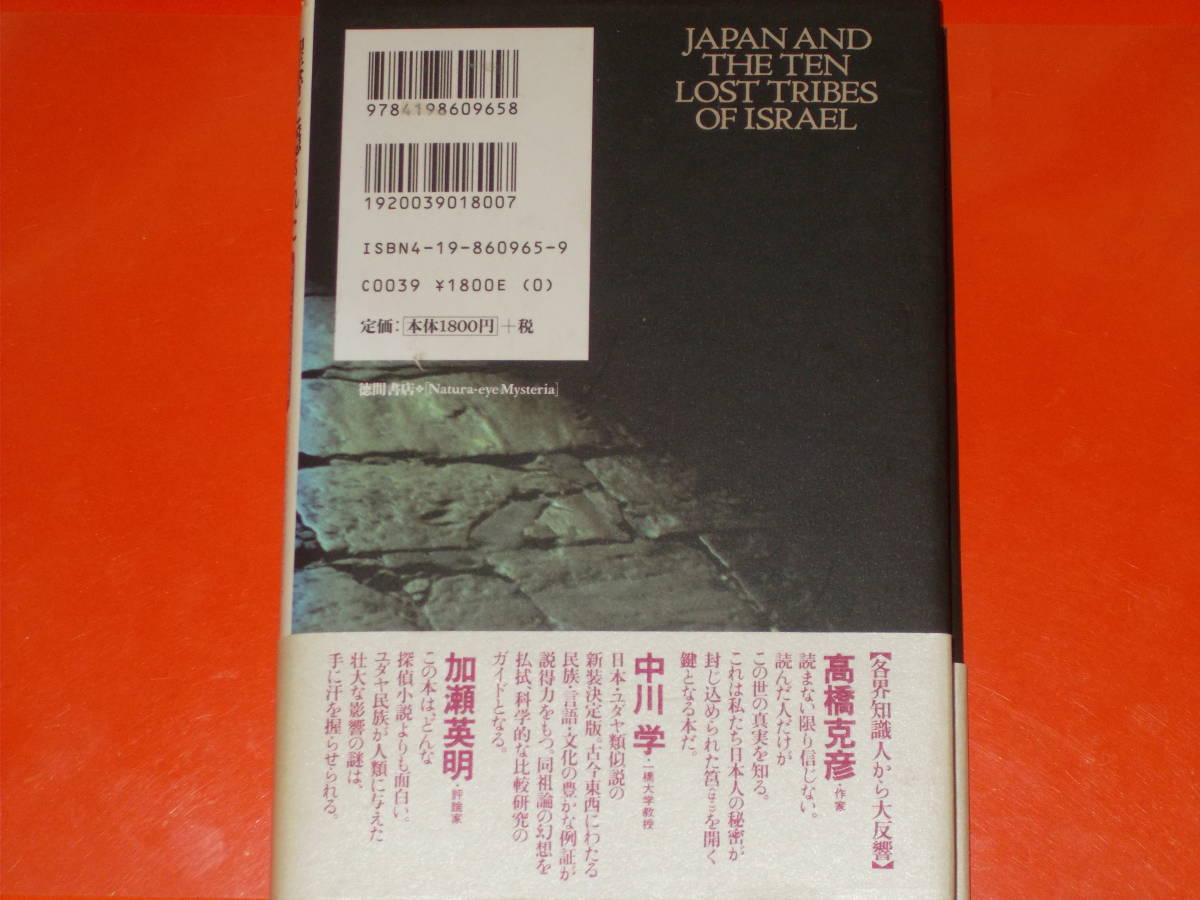 JAPAN AND
THE TEN
LOST TRIBES
OF ISRAEL
9784198609658
1920039018007
ISBN4-19-860965-9
C0039 ¥1800E (0)
定価：本体1800円＋税
徳間書店❖[Natura-eye Mysteria]
【各界知識人から大反響】
高橋克彦・作家
読まない限り信じない。
読んだ人だけが
この世の真実を知る。
これは私たち日本人の秘密が
封じ込められた筥(はこ)を開く
鍵となる本だ。
中川 学・一橋大学教授
日本・ユダヤ類似説の
新装決定版。古今東西にわたる
民族・言語・文化の豊かな例証が
説得力をもつ。同祖論の幻想を
払拭、科学的な比較研究の
ガイドとなる。
加瀬英明・評論家
この本は、どんな
探偵小説よりも面白い。
ユダヤ民族が人類に与えた
壮大な影響の謎は、
手に汗を握らせられる。